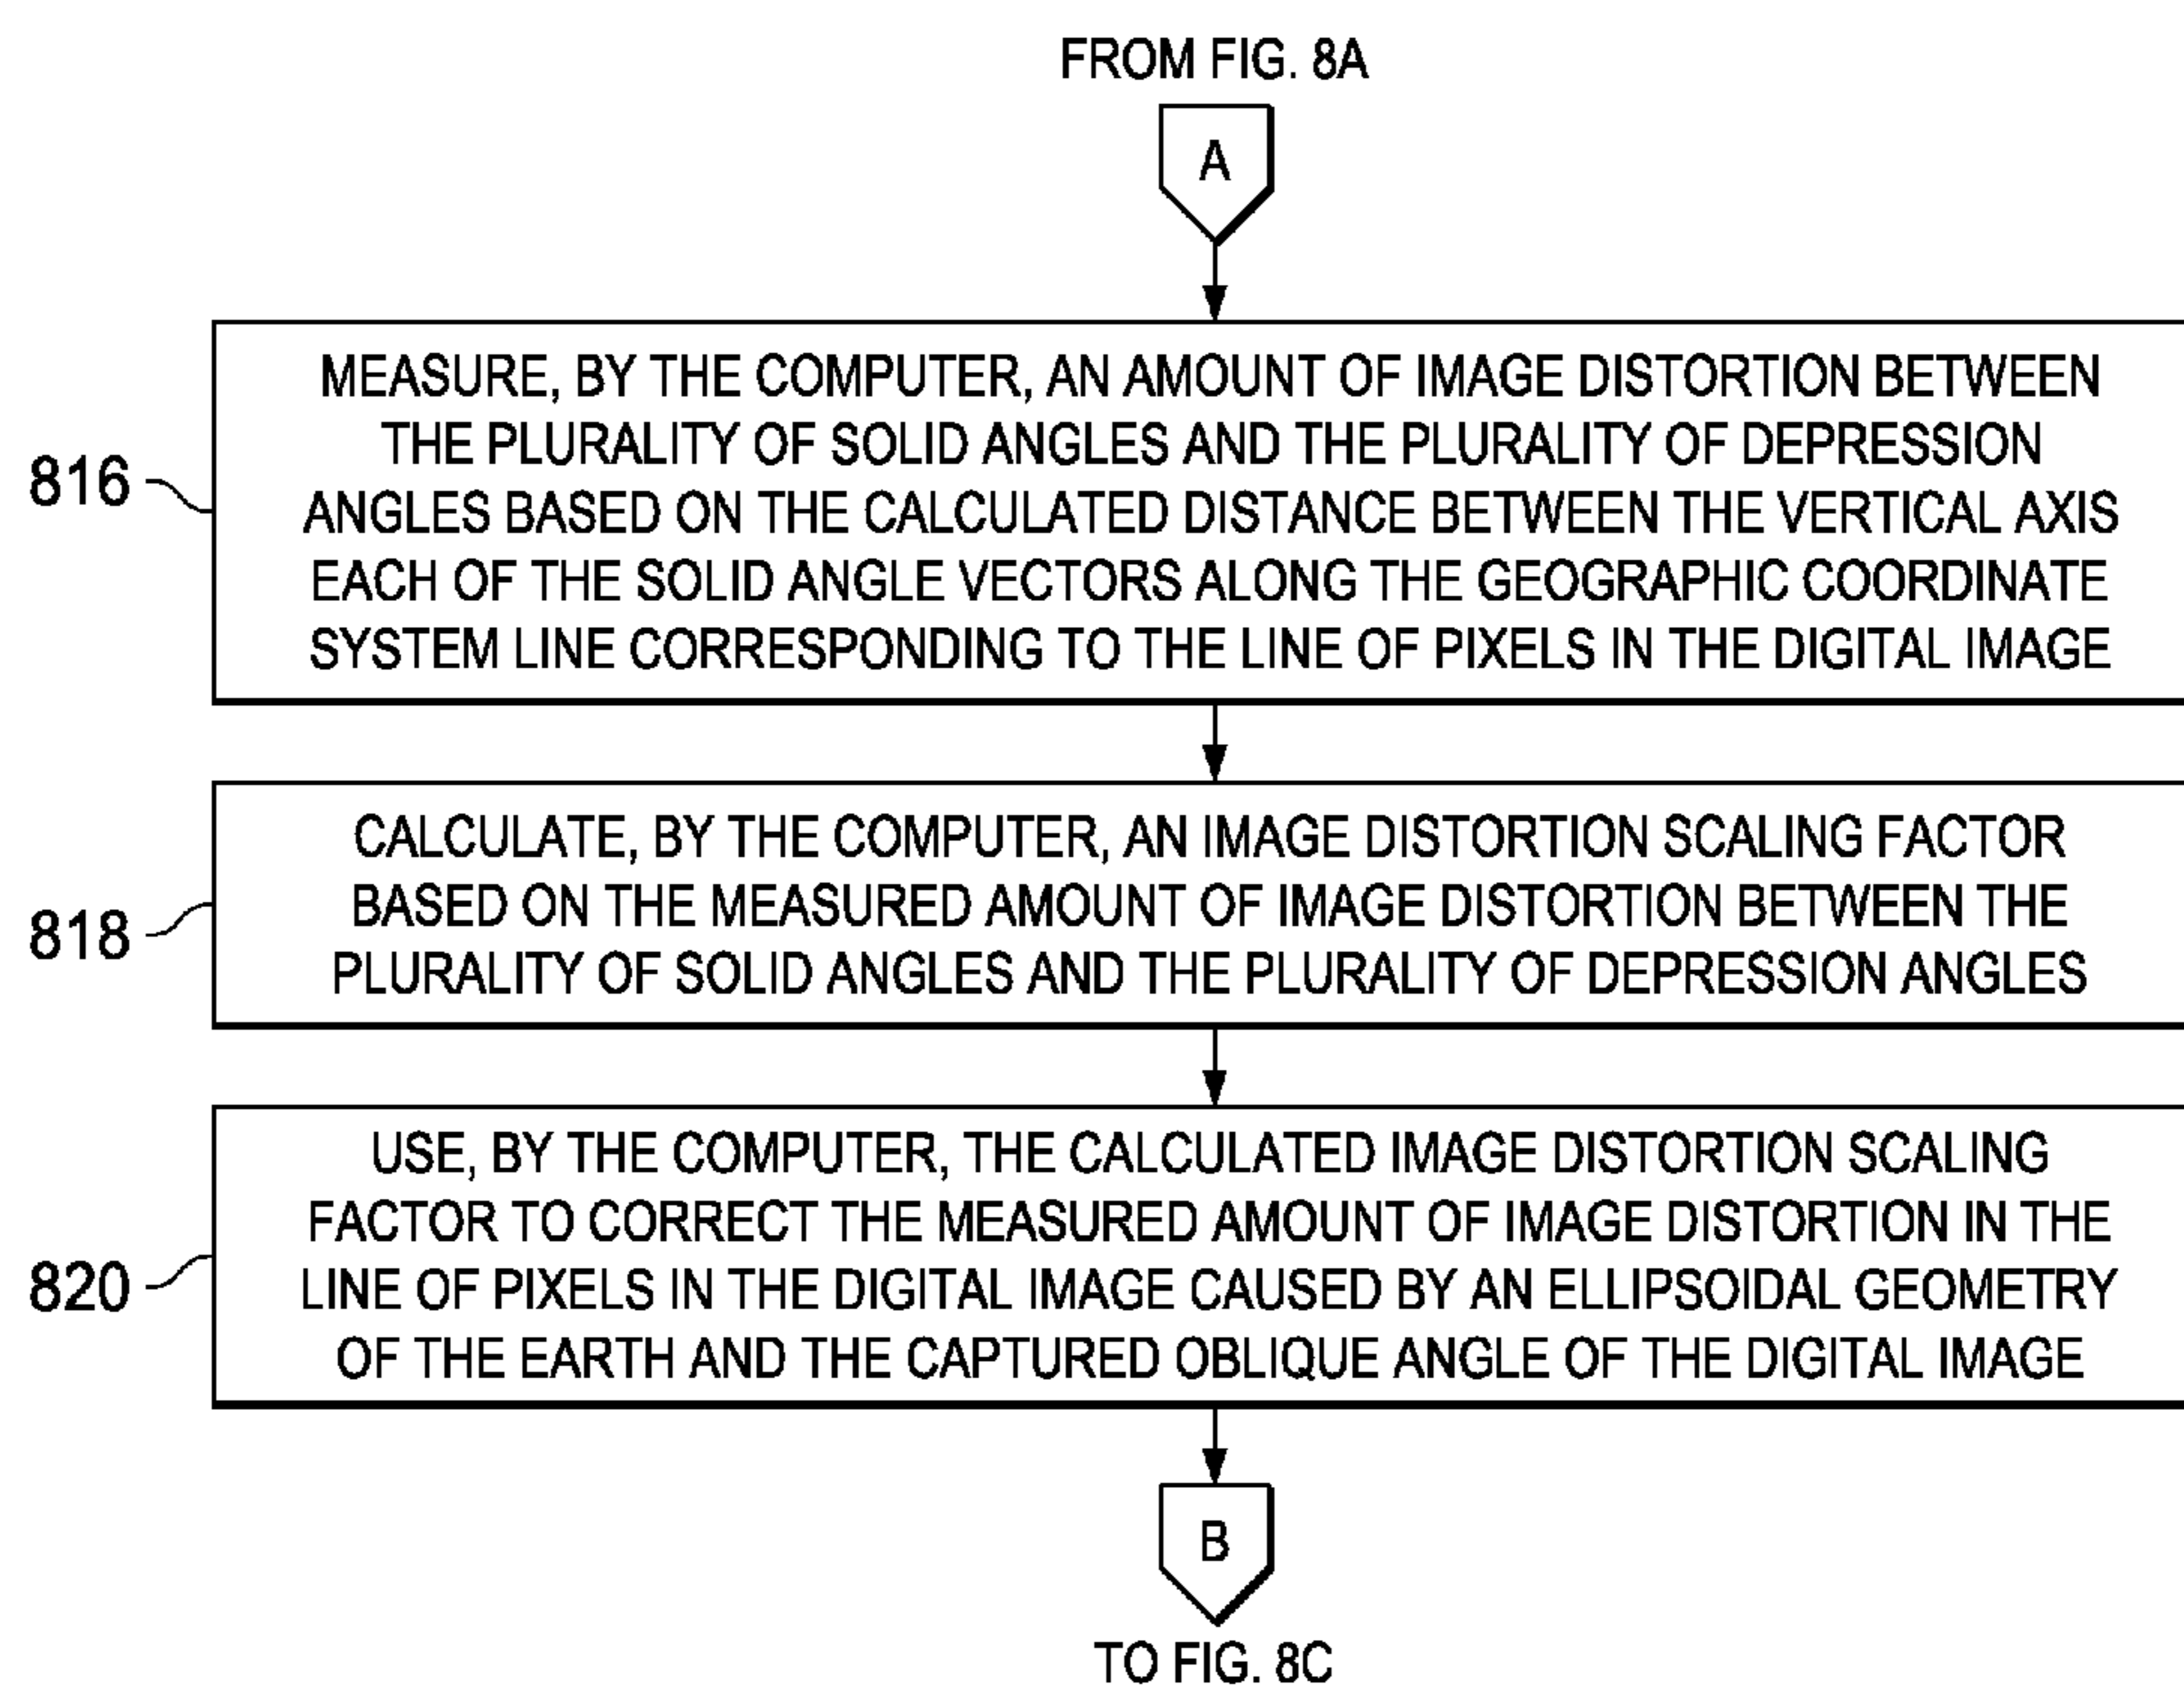 FROM FIG. 8A
A
816
MEASURE, BY THE COMPUTER, AN AMOUNT OF IMAGE DISTORTION BETWEEN
THE PLURALITY OF SOLID ANGLES AND THE PLURALITY OF DEPRESSION
ANGLES BASED ON THE CALCULATED DISTANCE BETWEEN THE VERTICAL AXIS
EACH OF THE SOLID ANGLE VECTORS ALONG THE GEOGRAPHIC COORDINATE
SYSTEM LINE CORRESPONDING TO THE LINE OF PIXELS IN THE DIGITAL IMAGE
818
CALCULATE, BY THE COMPUTER, AN IMAGE DISTORTION SCALING FACTOR
BASED ON THE MEASURED AMOUNT OF IMAGE DISTORTION BETWEEN THE
PLURALITY OF SOLID ANGLES AND THE PLURALITY OF DEPRESSION ANGLES
820
USE, BY THE COMPUTER, THE CALCULATED IMAGE DISTORTION SCALING
FACTOR TO CORRECT THE MEASURED AMOUNT OF IMAGE DISTORTION IN THE
LINE OF PIXELS IN THE DIGITAL IMAGE CAUSED BY AN ELLIPSOIDAL GEOMETRY
OF THE EARTH AND THE CAPTURED OBLIQUE ANGLE OF THE DIGITAL IMAGE
B
TO FIG. 8C